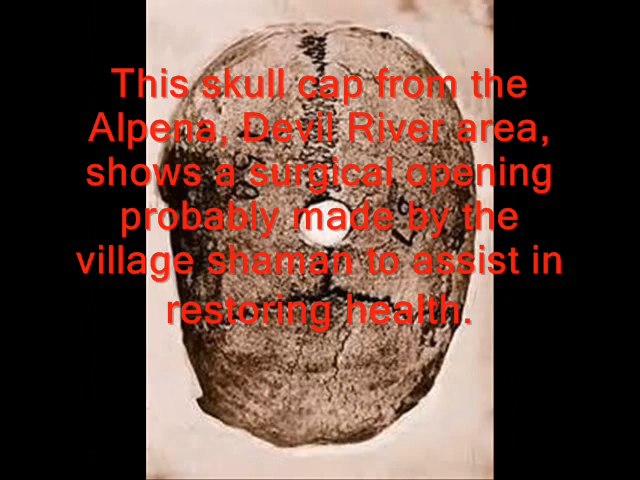 This skull cap from the
Alpena, Devil River area,
shows a surgical opening
probably made by the
village shaman to assist in
restoring health.